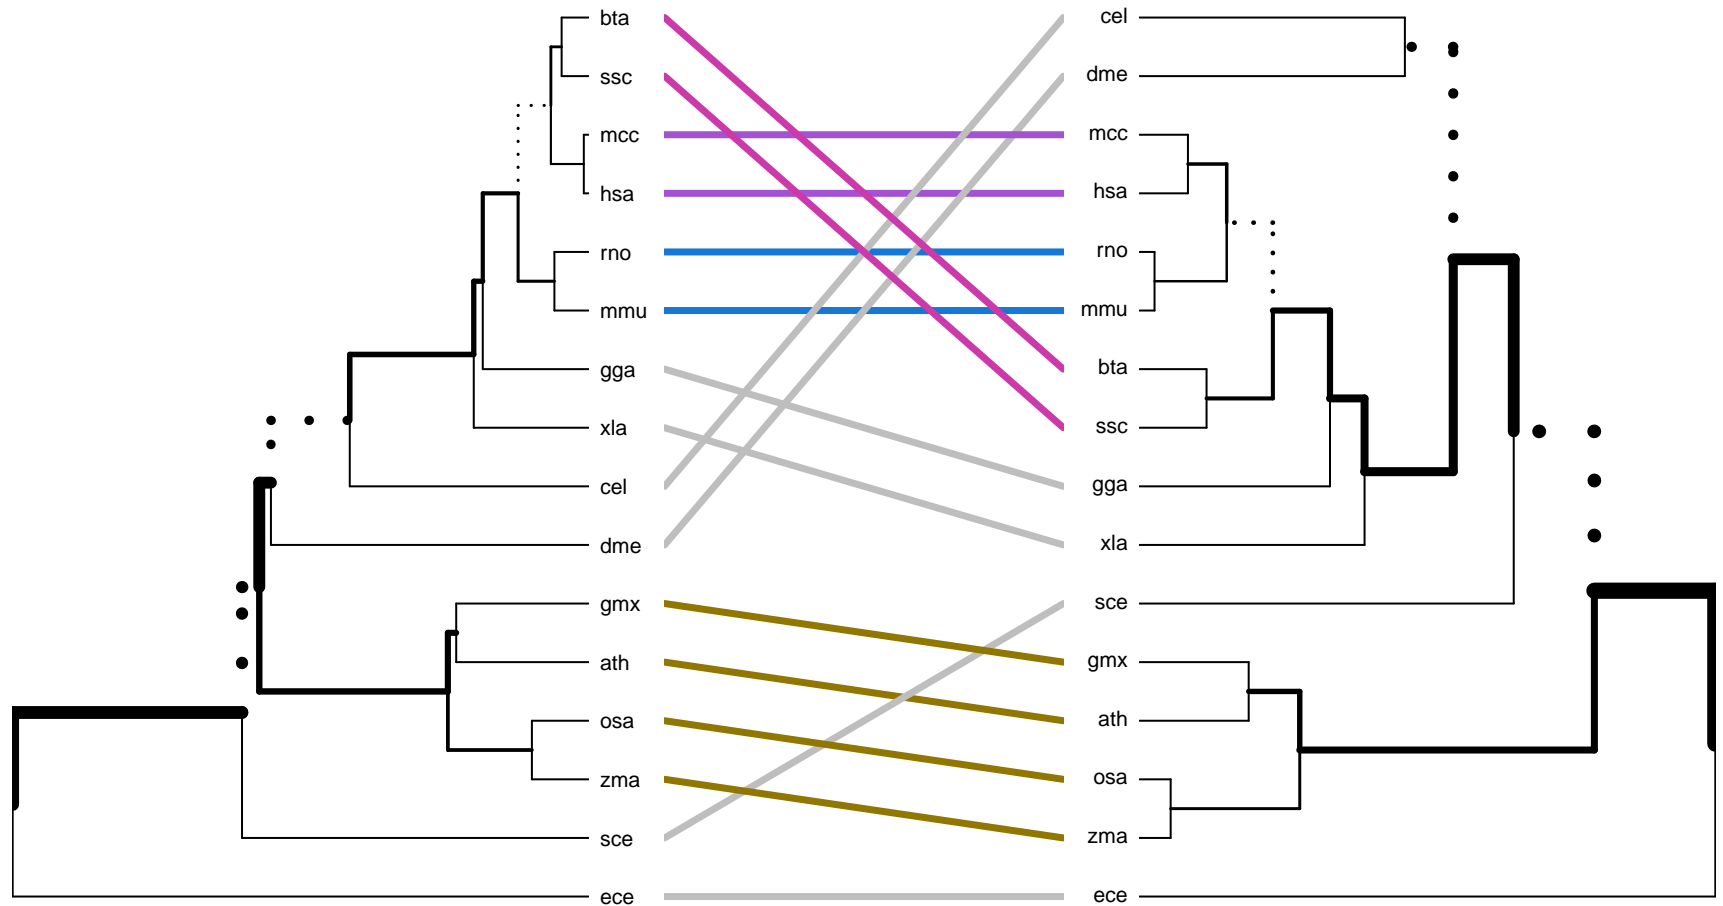 bta cel
ssc dme
mcc mcc
hsa hsa
rno rno
mmu mmu
gga bta
xla ssc
cel gga
dme xla
gmx sce
ath gmx
osa ath
zma osa
sce zma
ece ece